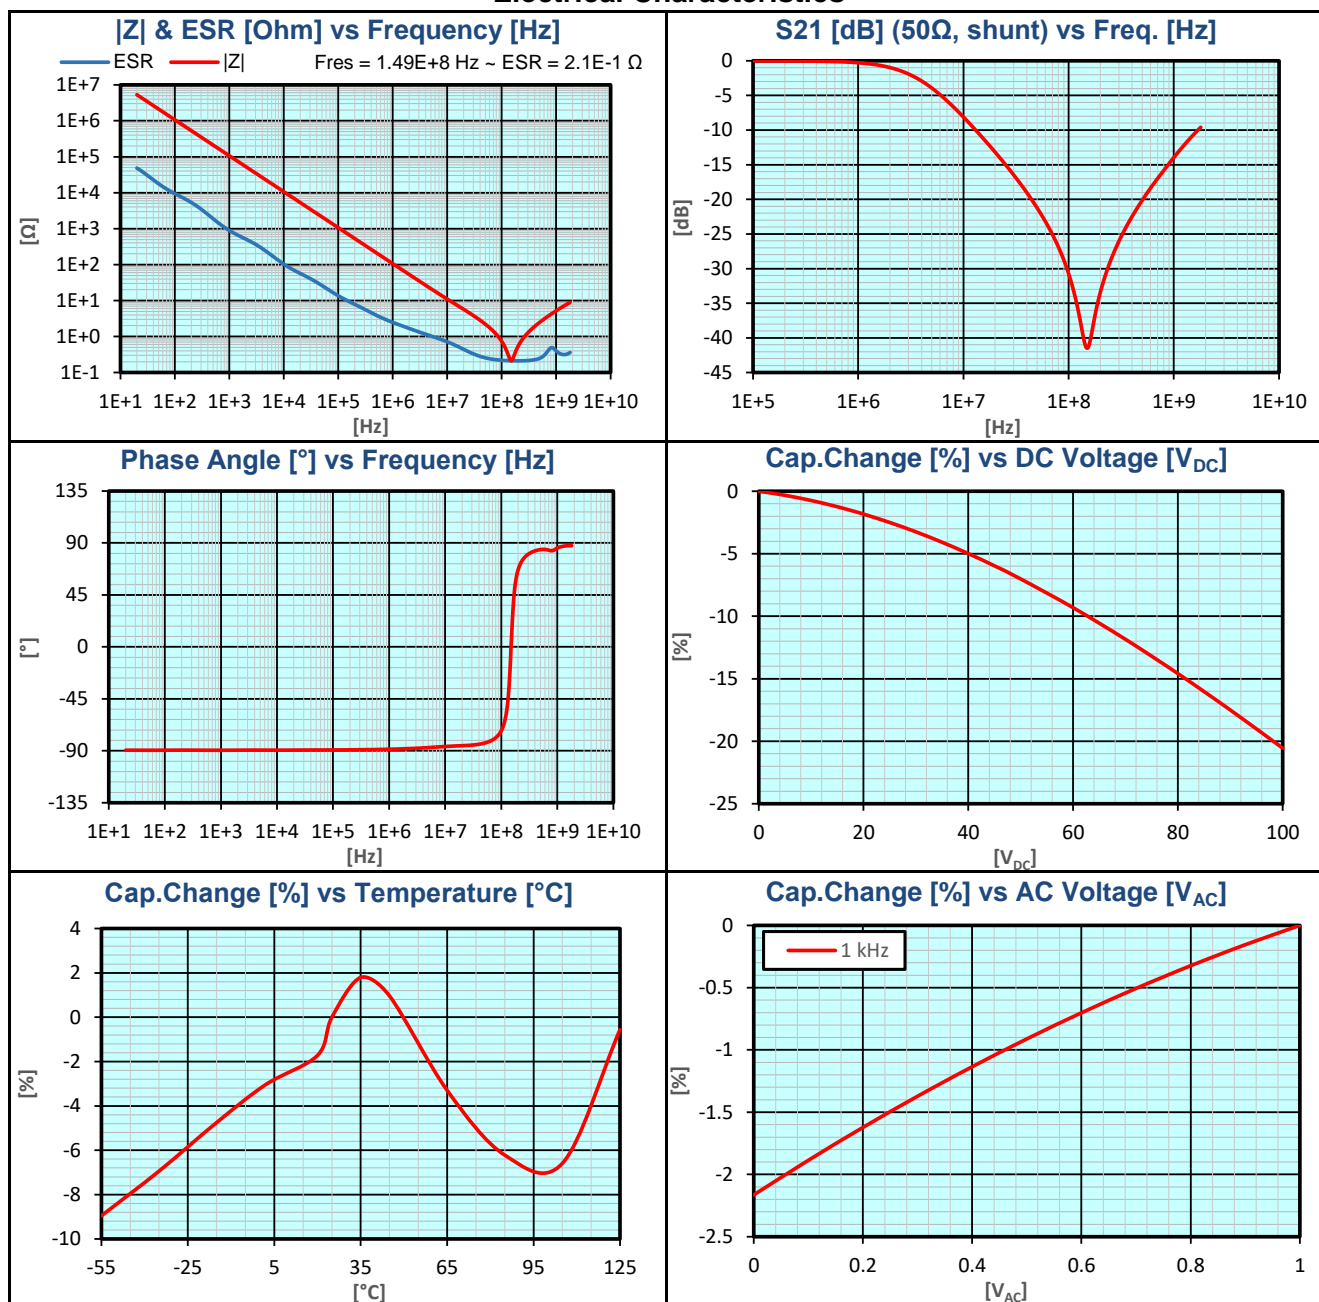 |Z| & ESR [Ohm] vs Frequency [Hz]
ESR |Z| Fres = 1.49E+8 Hz ~ ESR = 2.1E-1 Ω
1E+7
1E+6
1E+5
1E+4
1E+3
1E+2
1E+1
1E+0
1E-1
[Ω]
1E+1 1E+2 1E+3 1E+4 1E+5 1E+6 1E+7 1E+8 1E+9 1E+10
[Hz]
S21 [dB] (50Ω, shunt) vs Freq. [Hz]
0
-5
-10
-15
-20
-25
-30
-35
-40
-45
[dB]
1E+5 1E+6 1E+7 1E+8 1E+9 1E+10
[Hz]
Phase Angle [°] vs Frequency [Hz]
135
90
45
0
-45
-90
-135
[°]
1E+1 1E+2 1E+3 1E+4 1E+5 1E+6 1E+7 1E+8 1E+9 1E+10
[Hz]
Cap.Change [%] vs DC Voltage [VDC]
0
-5
-10
-15
-20
-25
[%]
0 20 40 60 80 100
[VDC]
Cap.Change [%] vs Temperature [°C]
4
2
0
-2
-4
-6
-8
-10
[%]
-55 -25 5 35 65 95 125
[°C]
Cap.Change [%] vs AC Voltage [VAC]
1 kHz
0
-0.5
-1
-1.5
-2
-2.5
[%]
0 0.2 0.4 0.6 0.8 1
[VAC]